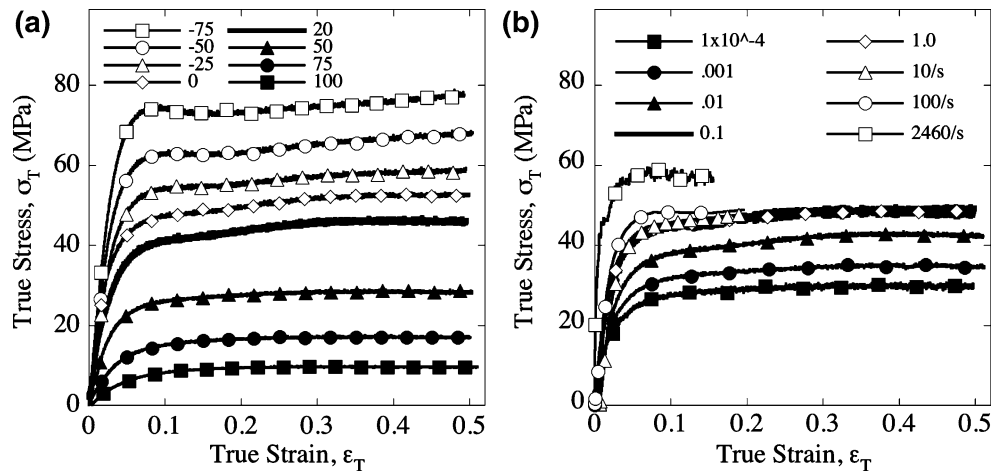 (a)
-75
-50
-25
0
20
50
75
100
True Stress, σT (MPa)
80
60
40
20
0
0 0.1 0.2 0.3 0.4 0.5
True Strain, εT
(b)
1x10^-4
.001
.01
0.1
1.0
10/s
100/s
2460/s
True Stress, σT (MPa)
80
60
40
20
0
0 0.1 0.2 0.3 0.4 0.5
True Strain, εT